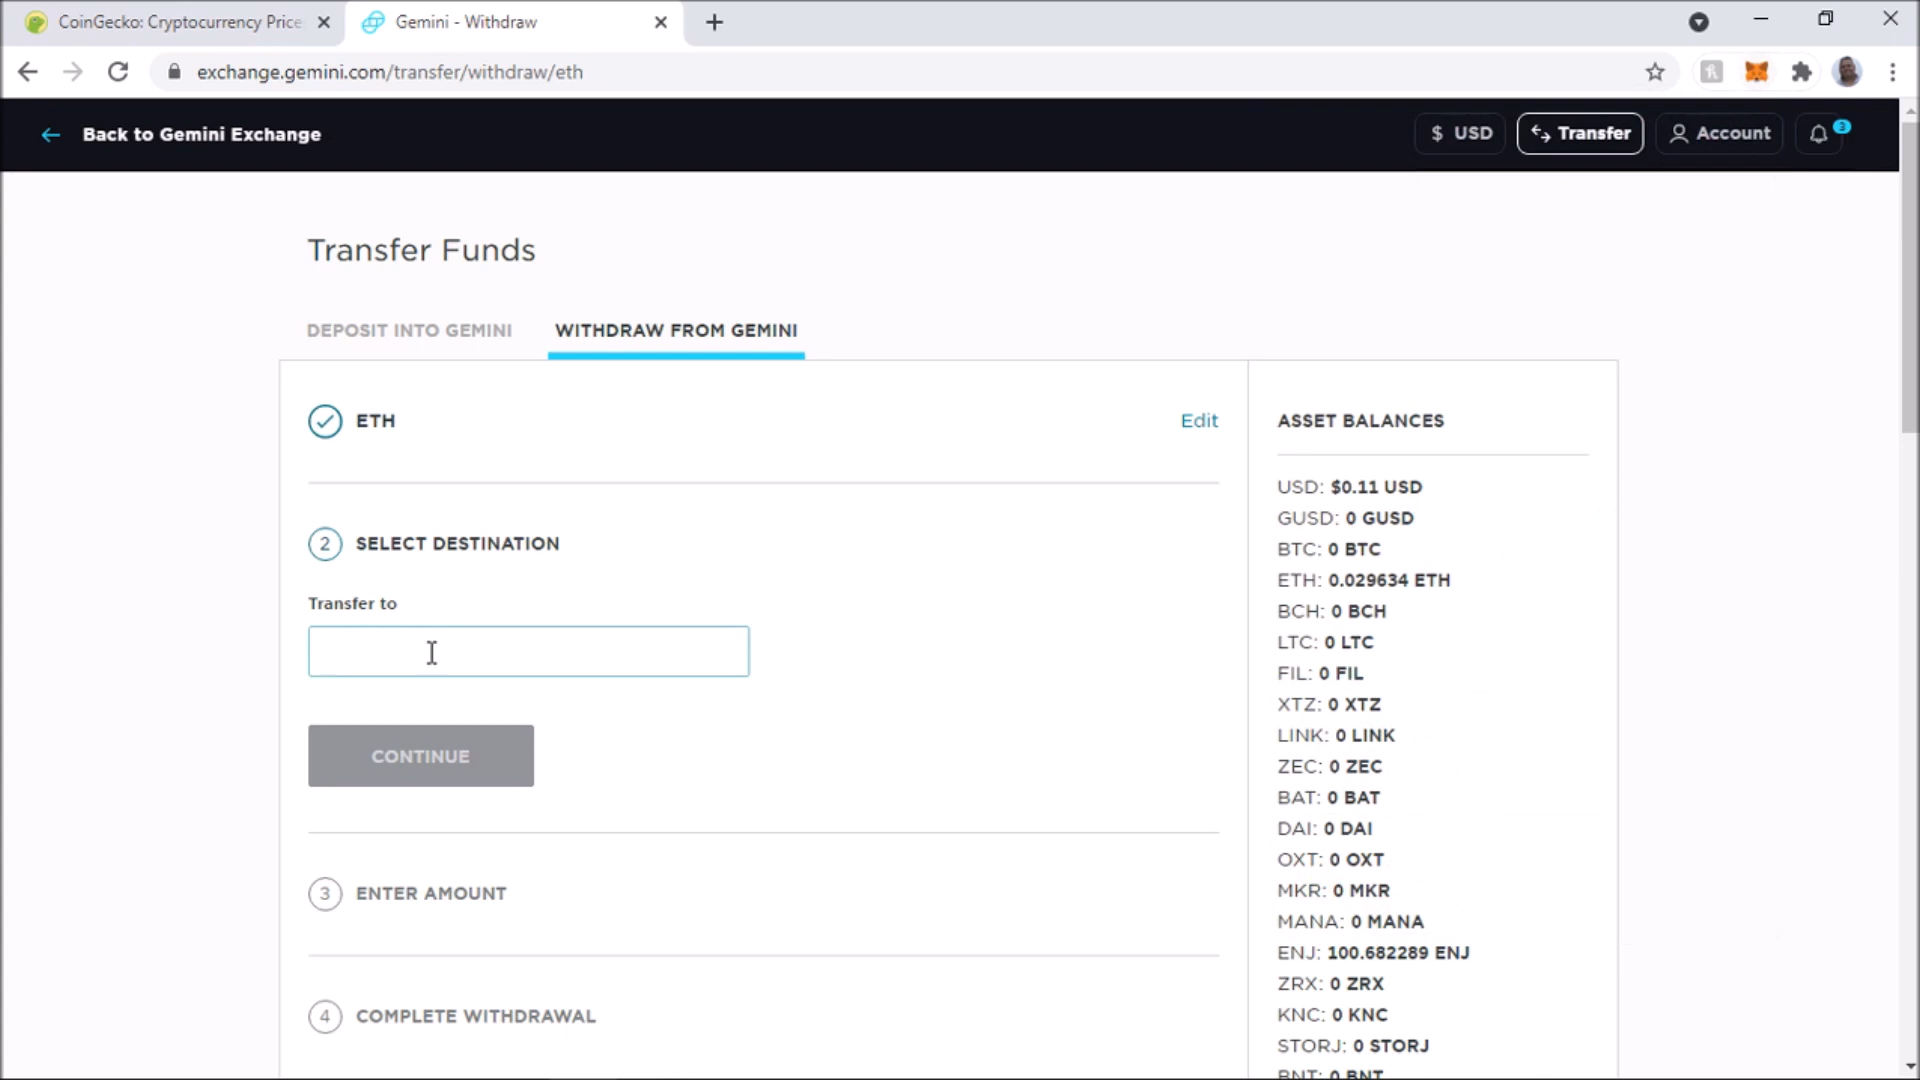 CoinGecko: Cryptocurrency Price
Gemini - Withdraw
exchange.gemini.com/transfer/withdraw/eth
Back to Gemini Exchange
$ USD
Transfer
Account
3
Transfer Funds
DEPOSIT INTO GEMINI
WITHDRAW FROM GEMINI
ETH
Edit
2 SELECT DESTINATION
Transfer to
CONTINUE
3 ENTER AMOUNT
4 COMPLETE WITHDRAWAL
ASSET BALANCES
USD: $0.11 USD
GUSD: 0 GUSD
BTC: 0 BTC
ETH: 0.029634 ETH
BCH: 0 BCH
LTC: 0 LTC
FIL: 0 FIL
XTZ: 0 XTZ
LINK: 0 LINK
ZEC: 0 ZEC
BAT: 0 BAT
DAI: 0 DAI
OXT: 0 OXT
MKR: 0 MKR
MANA: 0 MANA
ENJ: 100.682289 ENJ
ZRX: 0 ZRX
KNC: 0 KNC
STORJ: 0 STORJ
BNT: 0 BNT